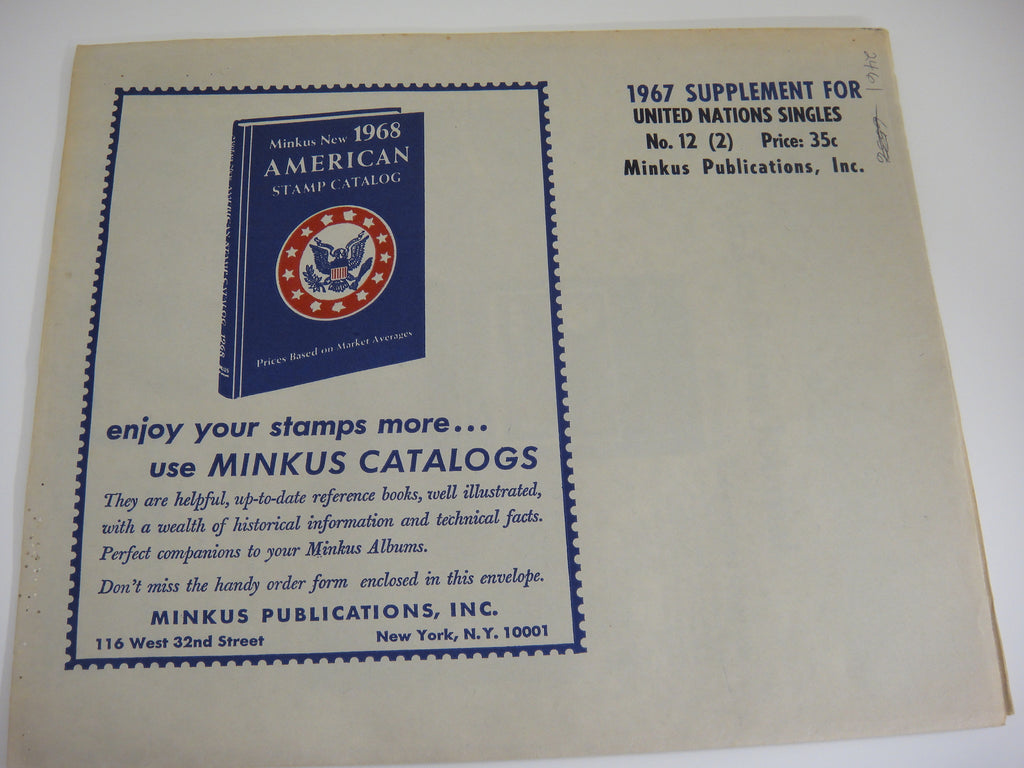 1967 SUPPLEMENT FOR
UNITED NATIONS SINGLES
No. 12 (2) Price: 35c
Minkus Publications, Inc.
2461
Minkus New 1968
AMERICAN
STAMP CATALOG
Prices Based on Market Averages
enjoy your stamps more...
use MINKUS CATALOGS
They are helpful, up-to-date reference books, well illustrated,
with a wealth of historical information and technical facts.
Perfect companions to your Minkus Albums.
Don't miss the handy order form enclosed in this envelope.
MINKUS PUBLICATIONS, INC.
116 West 32nd Street New York, N.Y. 10001